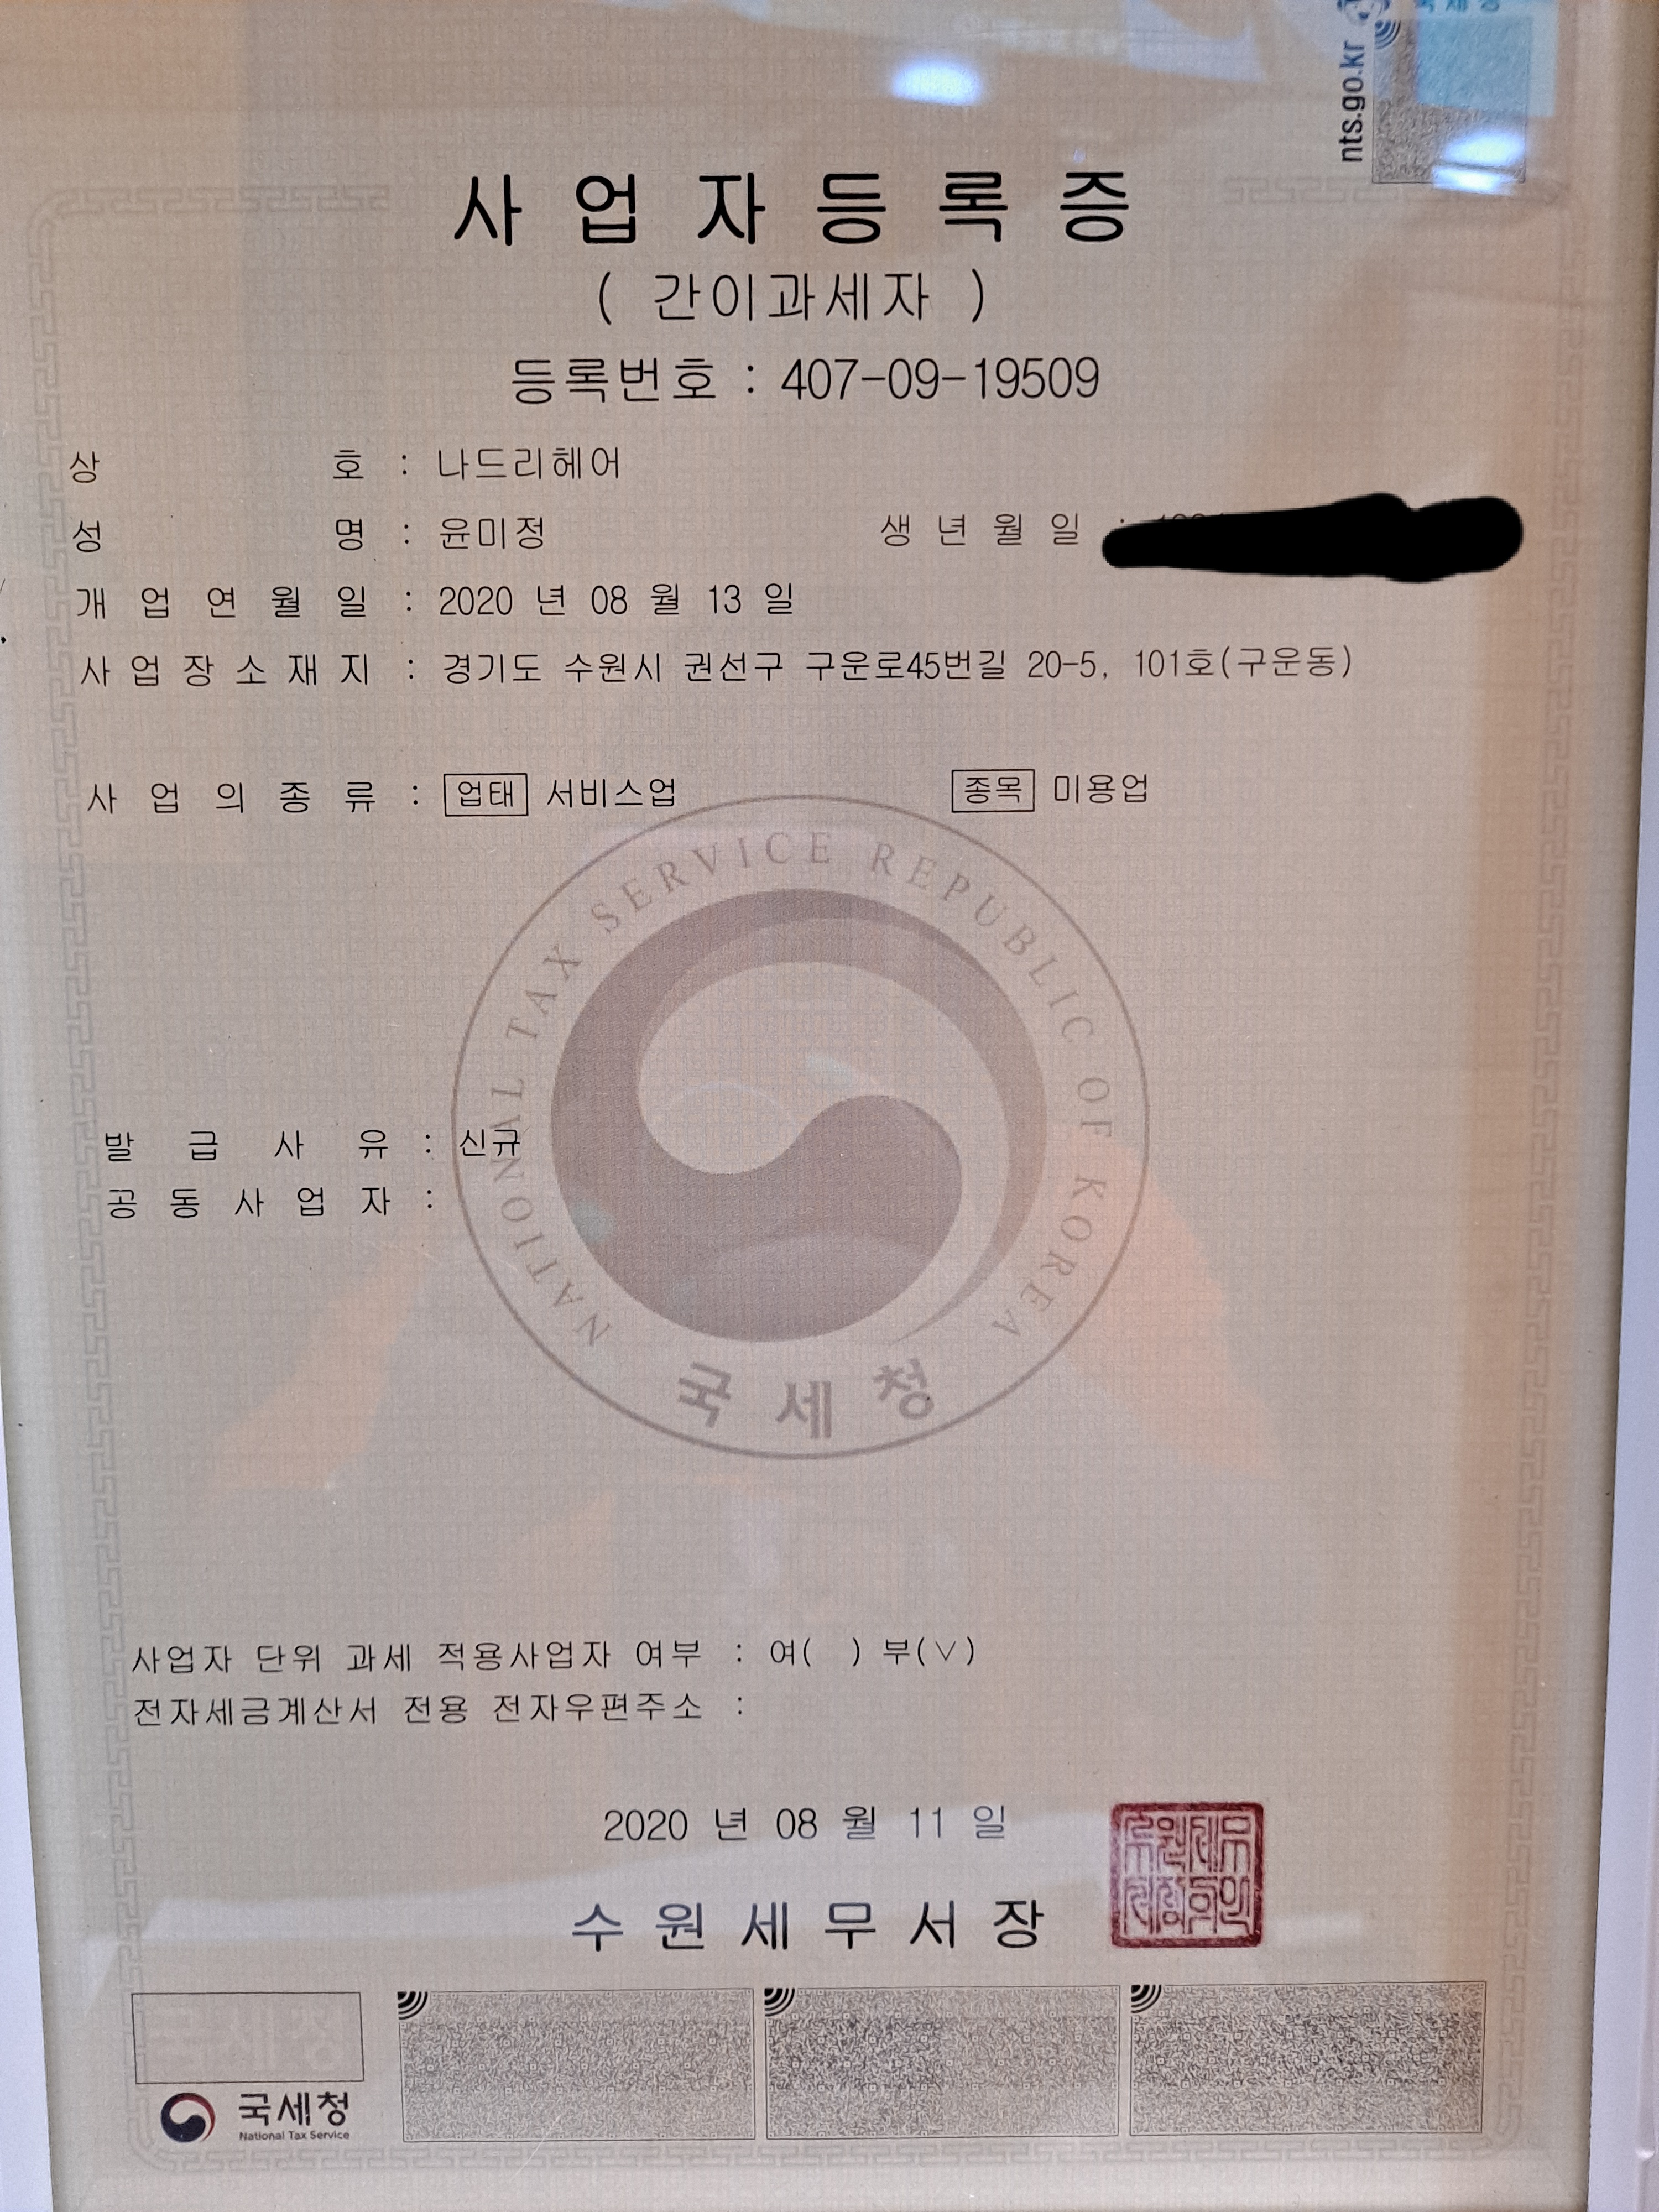 nts.go.kr
사업자등록증
( 간이과세자 )
등록번호 : 407-09-19509
상 호 : 나드리헤어
성 명 : 윤미정 생 년 월 일 :
개 업 연 월 일 : 2020 년 08 월 13 일
사 업 장 소 재 지 : 경기도 수원시 권선구 구운로45번길 20-5, 101호(구운동)
사 업 의 종 류 : 업태 서비스업 종목 미용업
NATIONAL TAX SERVICE REPUBLIC OF KOREA
발 급 사 유 : 신규
공 동 사 업 자 :
국세청
사업자 단위 과세 적용사업자 여부 : 여( ) 부(∨)
전자세금계산서 전용 전자우편주소 :
2020 년 08 월 11 일
수원세무서장
국세청
국세청
National Tax Service